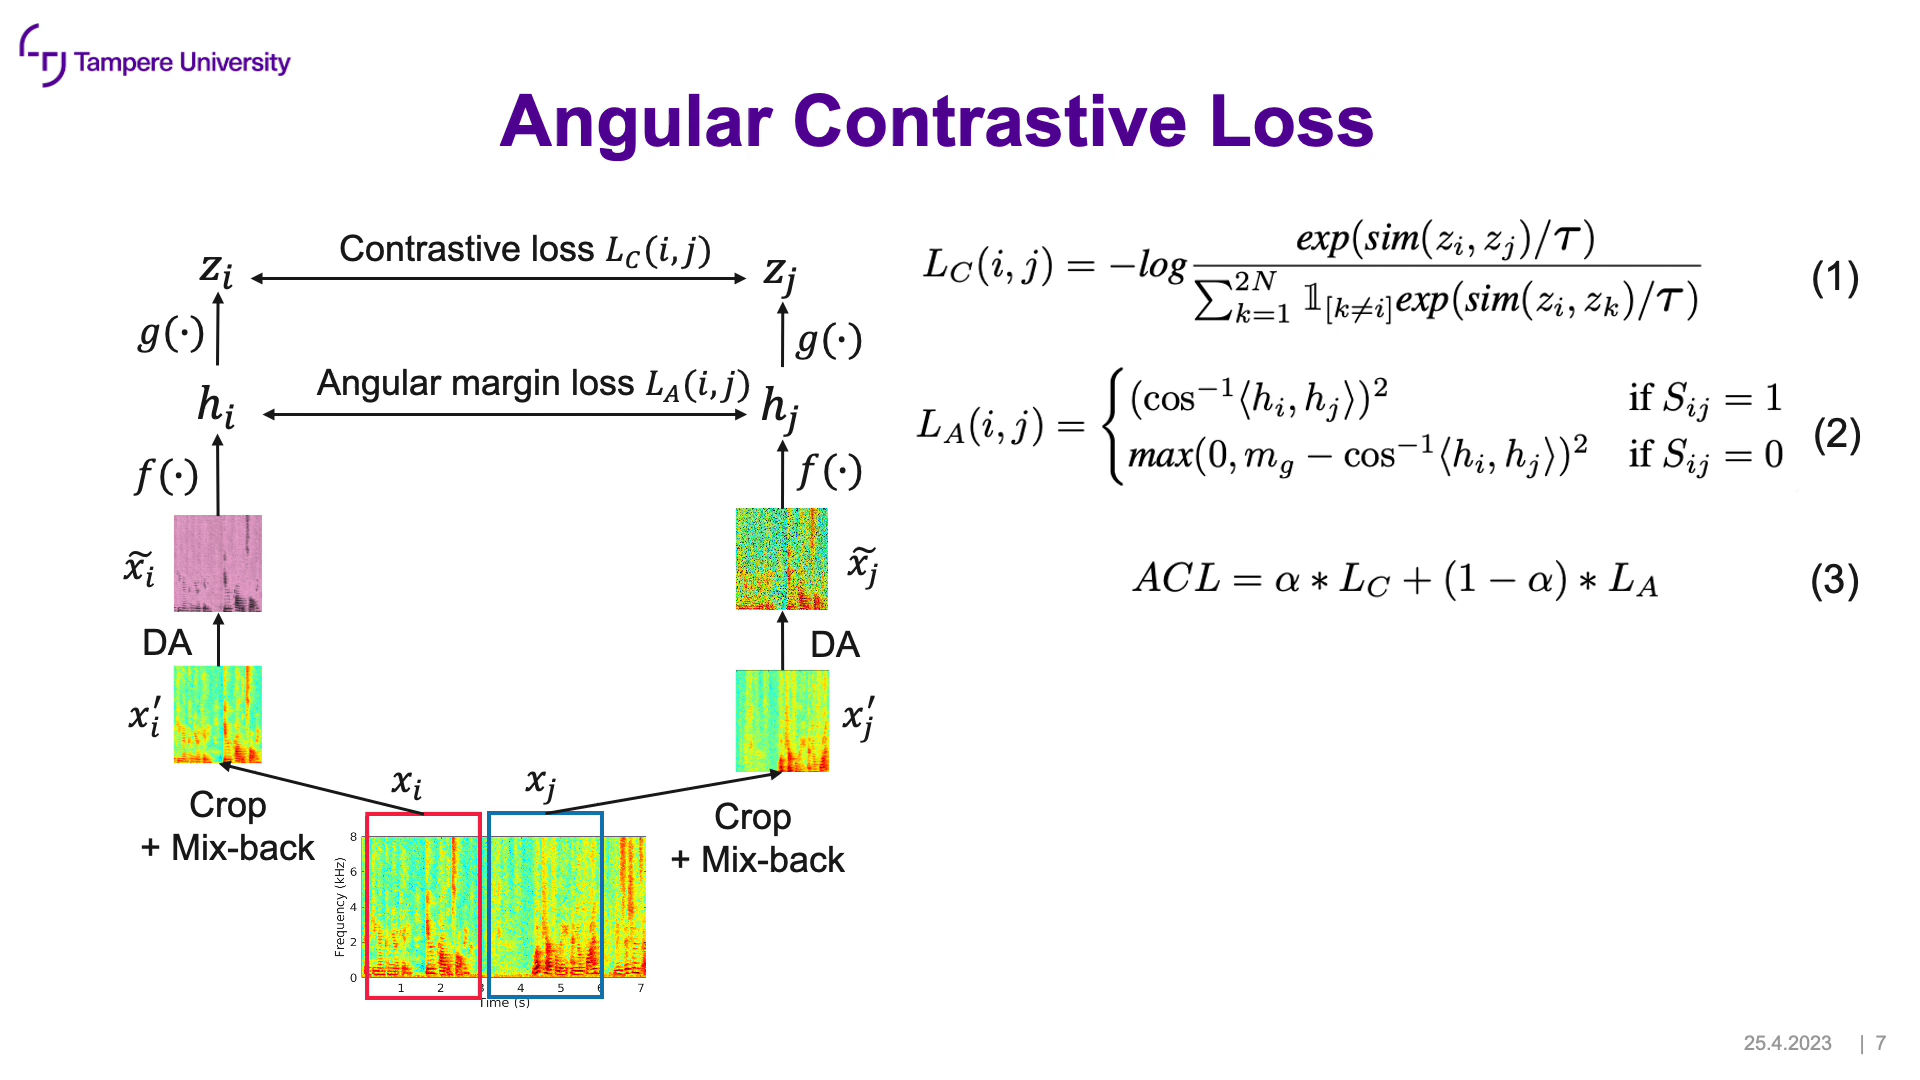 Tampere University
Angular Contrastive Loss
Contrastive loss L_C(i,j)
z_i
z_j
g(·)
g(·)
Angular margin loss L_A(i,j)
h_i
h_j
f(·)
f(·)
x̃_i
x̃_j
DA
DA
x′_i
x′_j
x_i
x_j
Crop
+ Mix-back
Crop
+ Mix-back
Frequency (kHz)
8
6
4
2
0
1 2 3 4 5 6 7
Time (s)
L_C(i,j) = −log exp(sim(z_i, z_j)/τ) / ∑_{k=1}^{2N} 𝟙_{[k≠i]} exp(sim(z_i, z_k)/τ) (1)
L_A(i,j) = { (cos⁻¹⟨h_i, h_j⟩)² if S_ij = 1
max(0, m_g − cos⁻¹⟨h_i, h_j⟩)² if S_ij = 0 (2)
ACL = α ∗ L_C + (1 − α) ∗ L_A (3)
25.4.2023 | 7